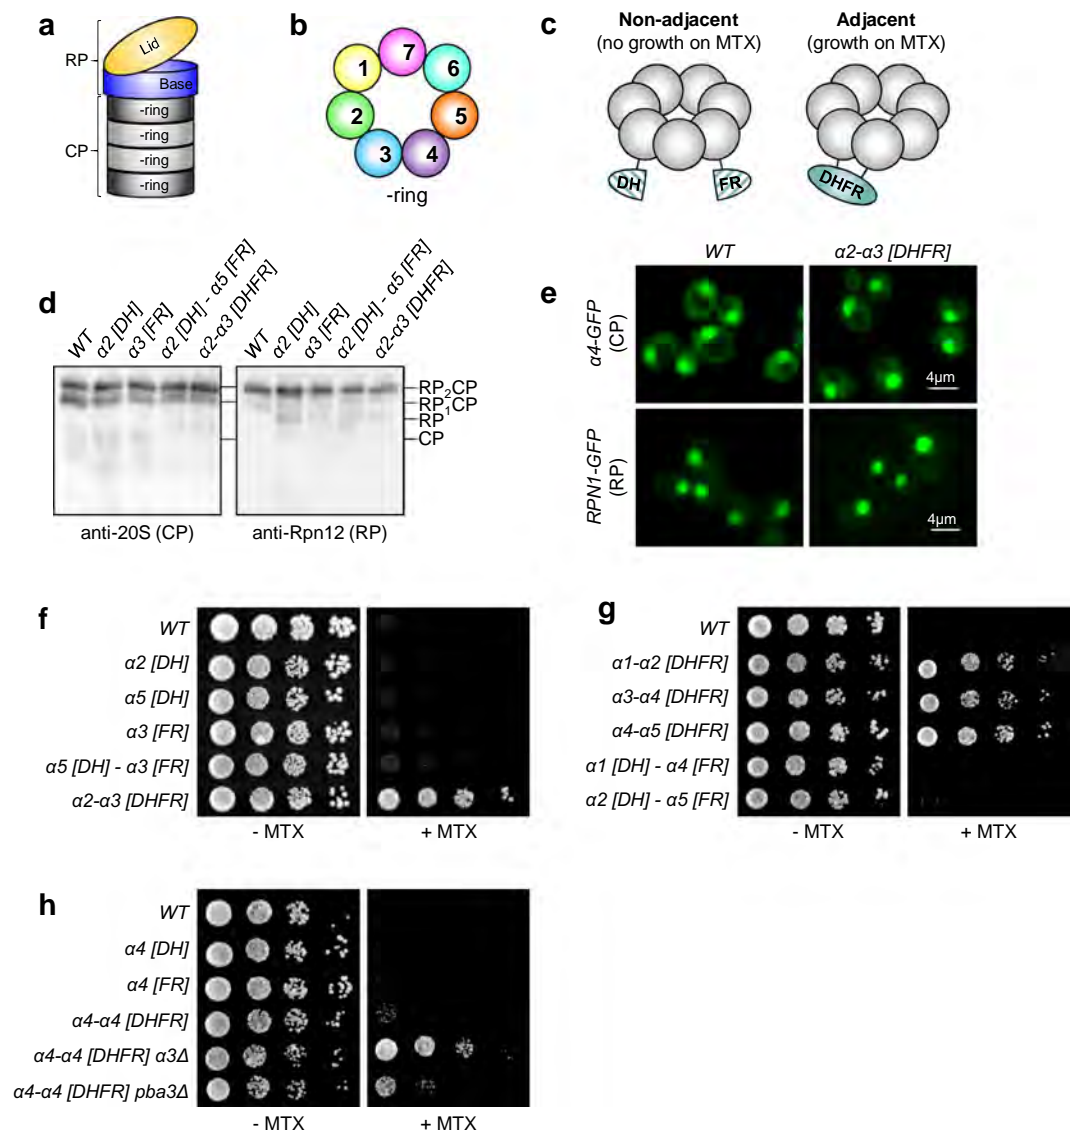 a
RP
Lid
Base
CP
-ring
-ring
-ring
-ring
b
7
1
6
2
5
3
4
-ring
c
Non-adjacent
(no growth on MTX)
Adjacent
(growth on MTX)
DH
FR
DHFR
d
WT
α2 [DH]
α3 [FR]
α2 [DH] - α5 [FR]
α2-α3 [DHFR]
WT
α2 [DH]
α3 [FR]
α2 [DH] - α5 [FR]
α2-α3 [DHFR]
RP2CP
RP1CP
RP
CP
anti-20S (CP)
anti-Rpn12 (RP)
e
WT
α2-α3 [DHFR]
α4-GFP
(CP)
4μm
RPN1-GFP
(RP)
4μm
f
WT
α2 [DH]
α5 [DH]
α3 [FR]
α5 [DH] - α3 [FR]
α2-α3 [DHFR]
- MTX
+ MTX
g
WT
α1-α2 [DHFR]
α3-α4 [DHFR]
α4-α5 [DHFR]
α1 [DH] - α4 [FR]
α2 [DH] - α5 [FR]
- MTX
+ MTX
h
WT
α4 [DH]
α4 [FR]
α4-α4 [DHFR]
α4-α4 [DHFR] α3Δ
α4-α4 [DHFR] pba3Δ
- MTX
+ MTX